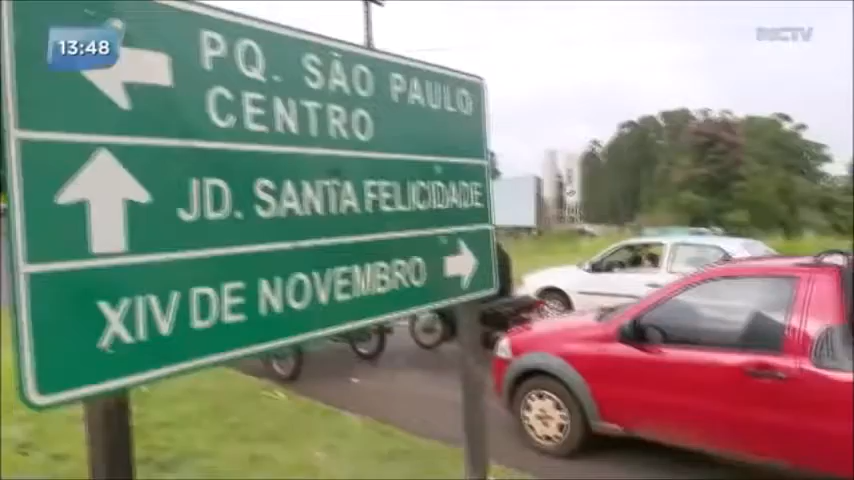 13:48
RICTV
PQ. SÃO PAULO
CENTRO
JD. SANTA FELICIDADE
XIV DE NOVEMBRO